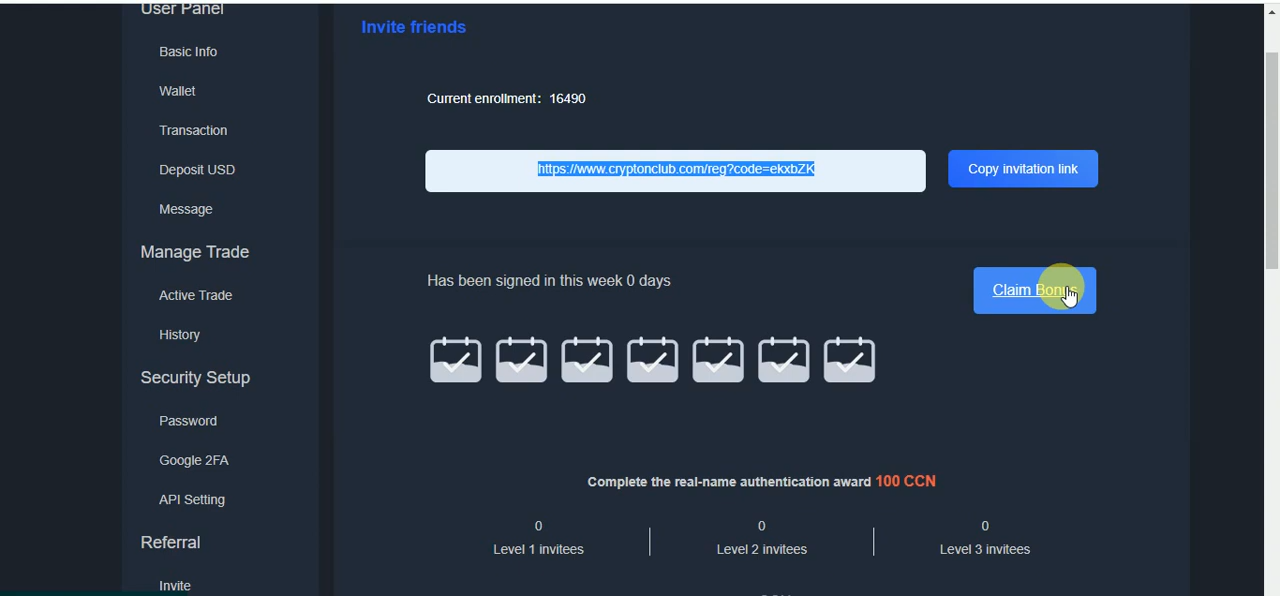 User Panel
Basic Info
Wallet
Transaction
Deposit USD
Message
Manage Trade
Active Trade
History
Security Setup
Password
Google 2FA
API Setting
Referral
Invite
Invite friends
Current enrollment: 16490
https://www.cryptonclub.com/reg?code=ekxbZK
Copy invitation link
Has been signed in this week 0 days
Claim Bonus
Complete the real-name authentication award 100 CCN
0
Level 1 invitees
0
Level 2 invitees
0
Level 3 invitees